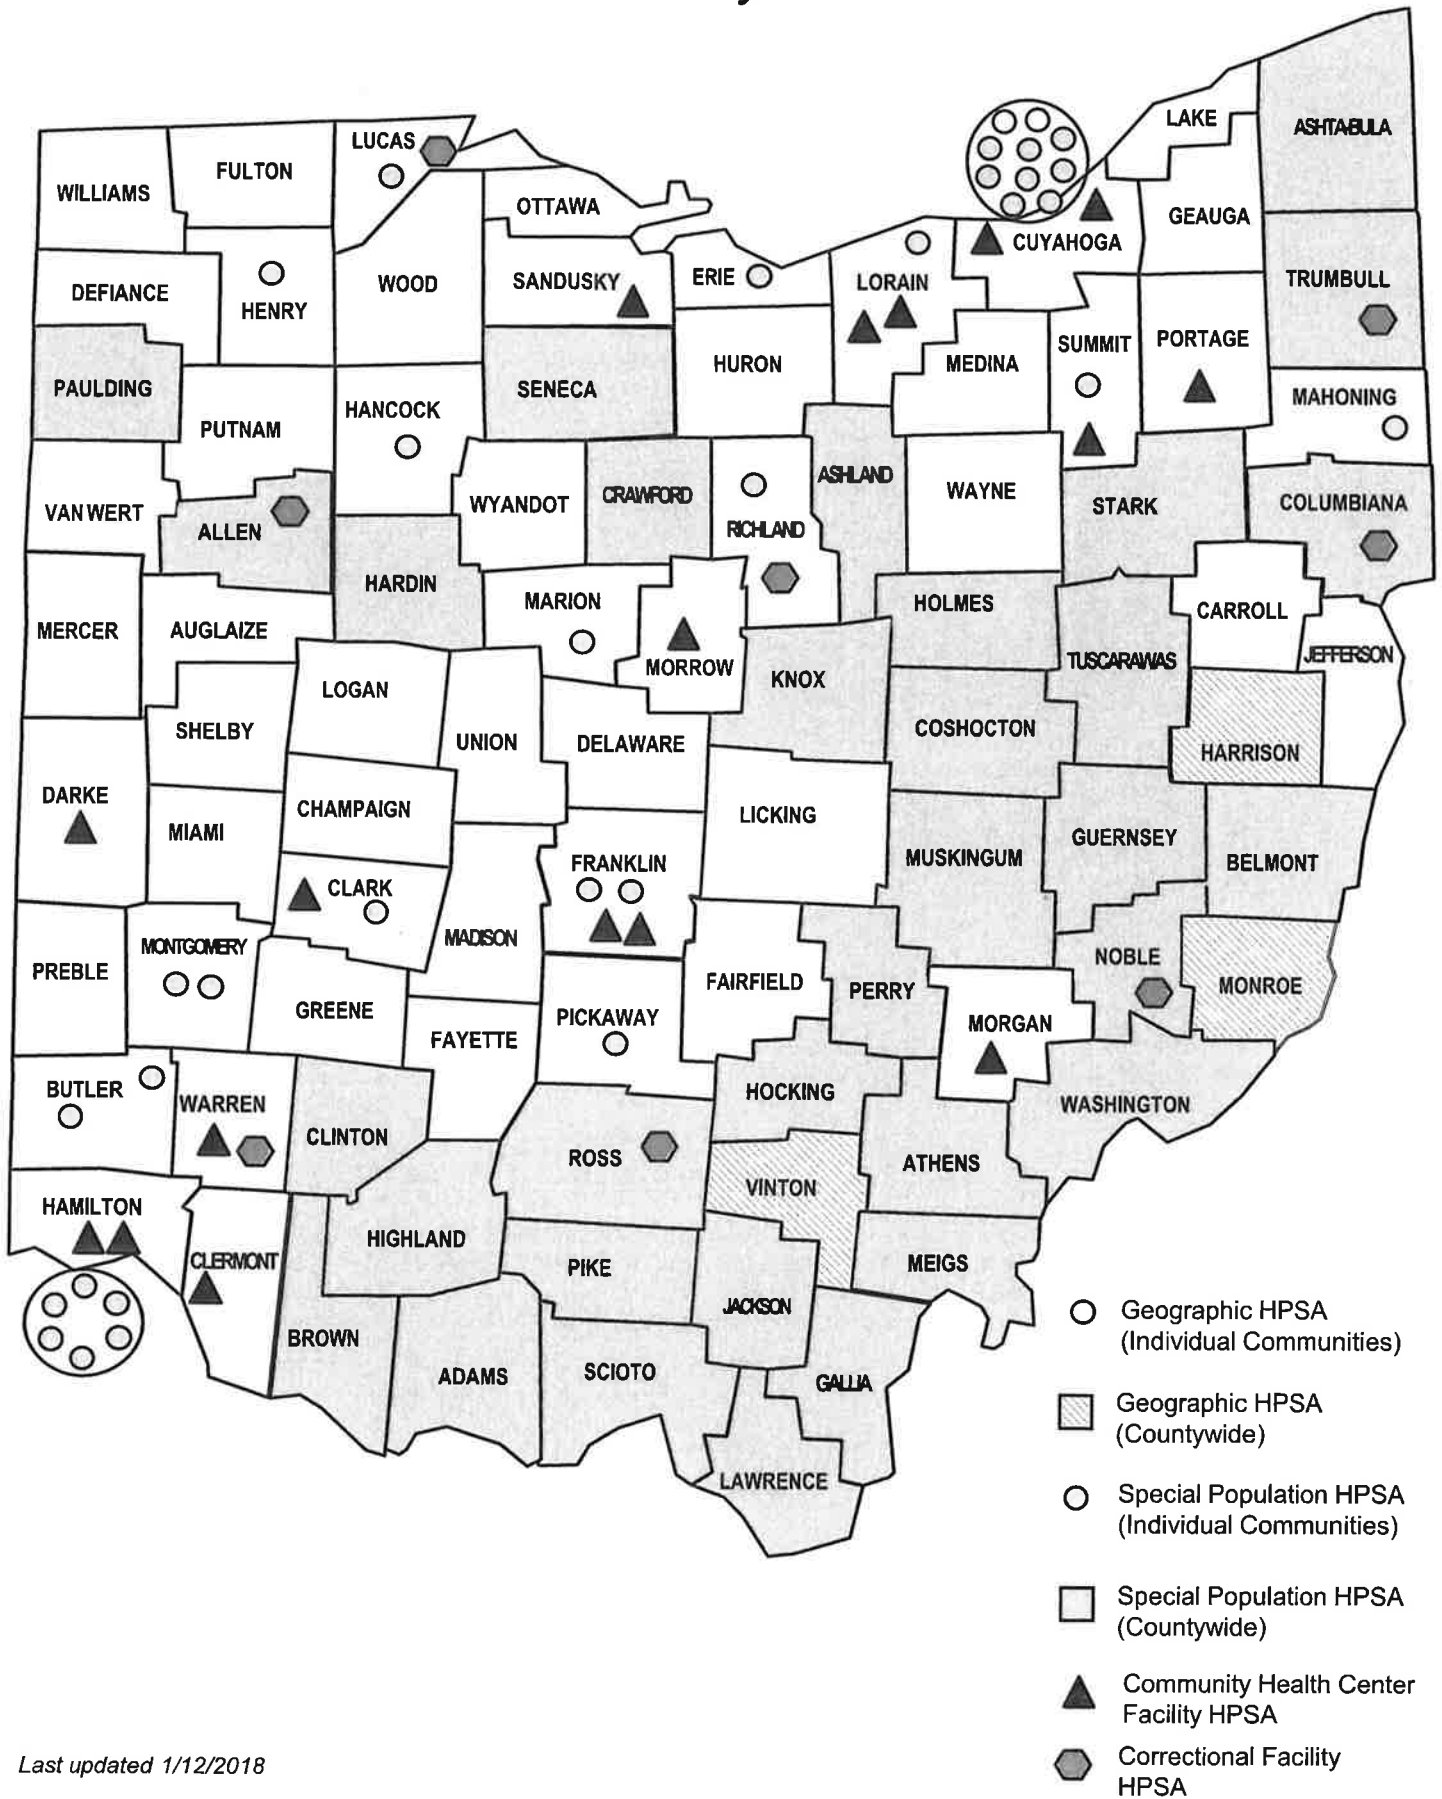 LAKE
ASHTABULA
LUCAS
FULTON
WILLIAMS
OTTAWA
GEAUGA
CUYAHOGA
WOOD
SANDUSKY
ERIE
LORAIN
TRUMBULL
DEFIANCE
HENRY
SUMMIT
PORTAGE
HURON
MEDINA
PAULDING
SENECA
MAHONING
HANCOCK
PUTNAM
ASHLAND
WAYNE
CRAWFORD
WYANDOT
STARK
COLUMBIANA
VAN WERT
ALLEN
RICHLAND
HARDIN
MARION
HOLMES
CARROLL
MERCER
AUGLAIZE
MORROW
TUSCARAWAS
JEFFERSON
KNOX
LOGAN
SHELBY
UNION
DELAWARE
COSHOCTON
HARRISON
DARKE
CHAMPAIGN
LICKING
MIAMI
GUERNSEY
FRANKLIN
MUSKINGUM
BELMONT
CLARK
MADISON
MONTGOMERY
NOBLE
PREBLE
FAIRFIELD
PERRY
MONROE
GREENE
PICKAWAY
MORGAN
FAYETTE
BUTLER
HOCKING
WARREN
WASHINGTON
CLINTON
ROSS
ATHENS
VINTON
HAMILTON
HIGHLAND
CLERMONT
PIKE
MEIGS
JACKSON
BROWN
ADAMS
SCIOTO
GALLIA
LAWRENCE
Geographic HPSA
(Individual Communities)
Geographic HPSA
(Countywide)
Special Population HPSA
(Individual Communities)
Special Population HPSA
(Countywide)
Community Health Center
Facility HPSA
Correctional Facility
HPSA
Last updated 1/12/2018